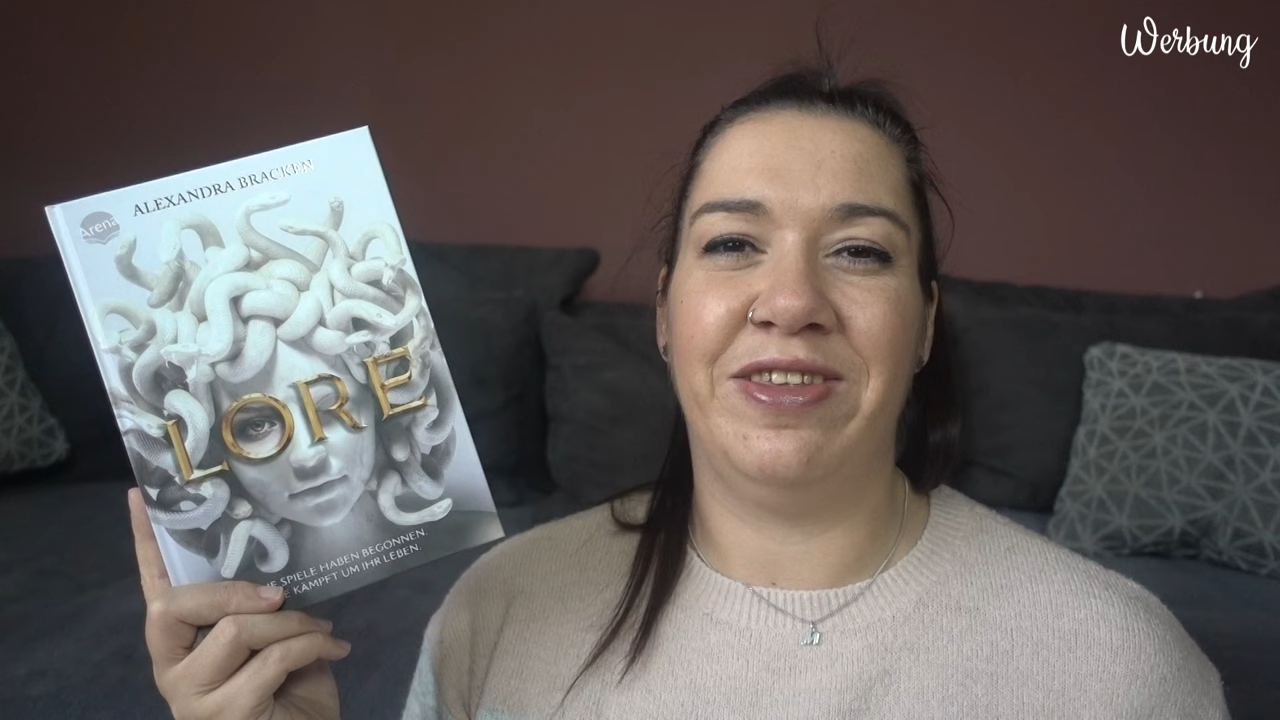 Werbung
ALEXANDRA BRACKEN
Arena
LORE
SPIELE HABEN BEGONNEN.
KÄMPFT UM IHR LEBEN.